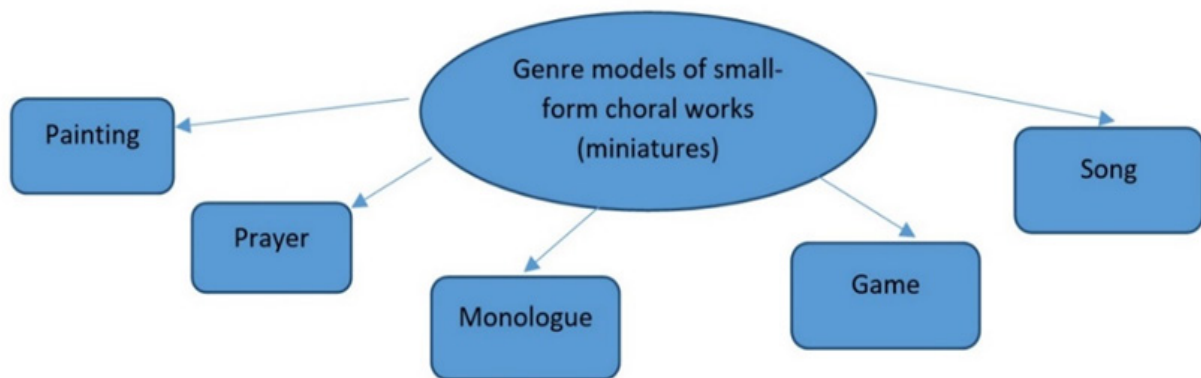 Genre models of small-
form choral works
(miniatures)
Painting
Prayer
Monologue
Game
Song